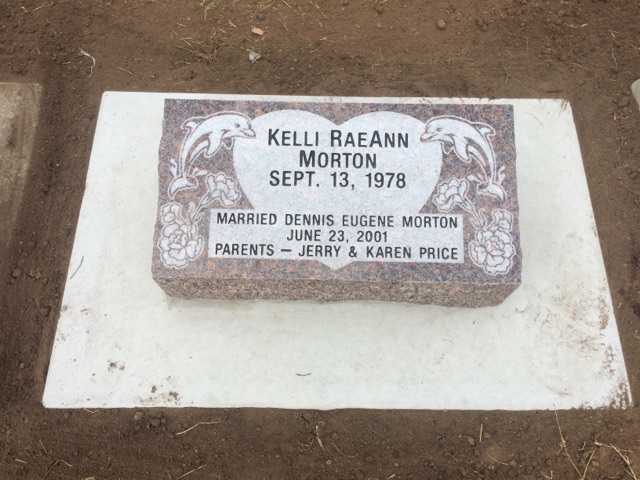 KELLI RAEANN
MORTON
SEPT. 13, 1978
MARRIED DENNIS EUGENE MORTON
JUNE 23, 2001
PARENTS – JERRY & KAREN PRICE